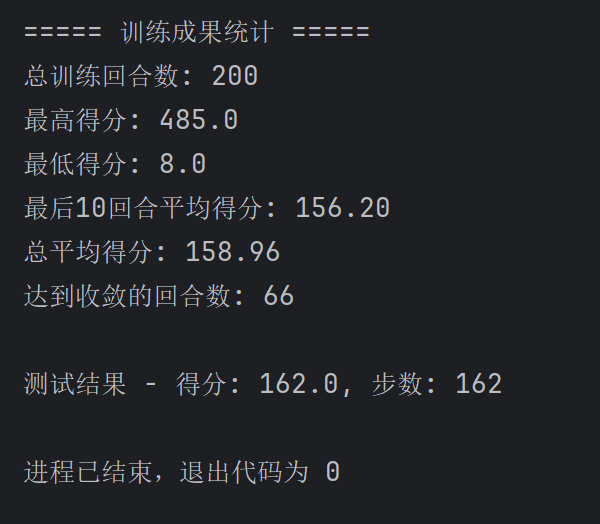 ===== 训练成果统计 =====
总训练回合数: 200
最高得分: 485.0
最低得分: 8.0
最后10回合平均得分: 156.20
总平均得分: 158.96
达到收敛的回合数: 66
测试结果 - 得分: 162.0, 步数: 162
进程已结束，退出代码为 0